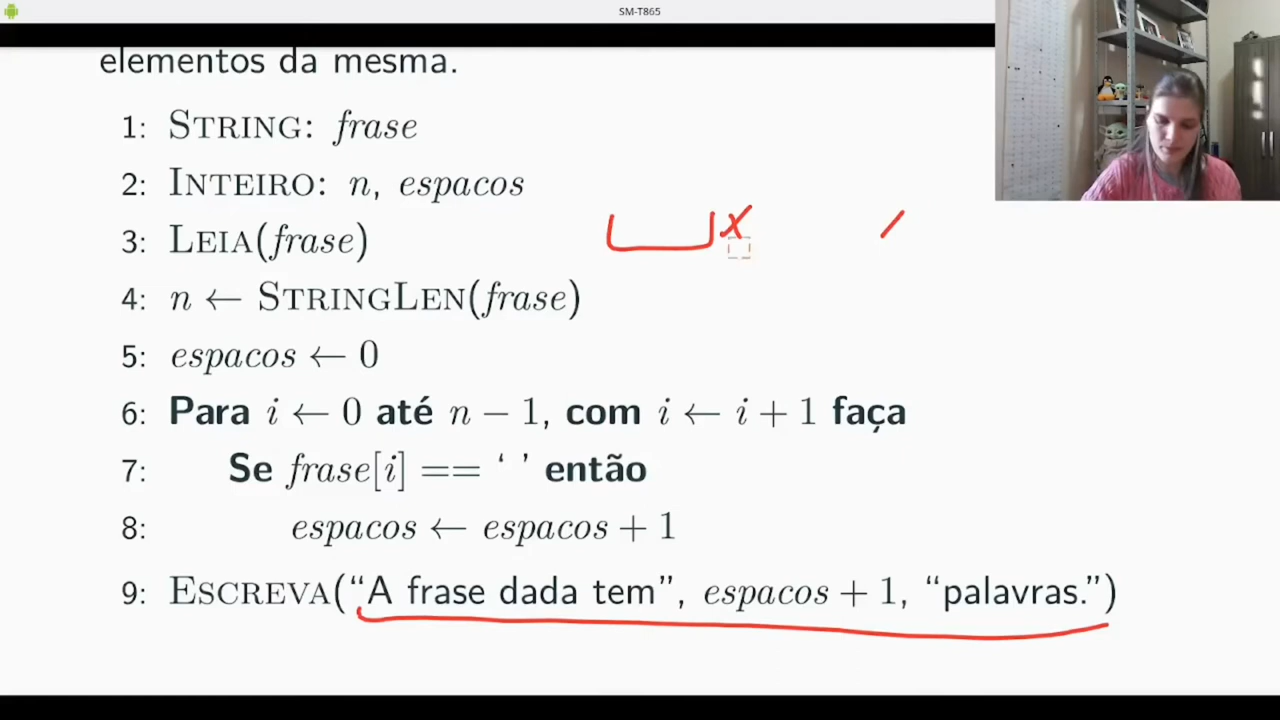 SM-T865
elementos da mesma.
1: STRING: frase
2: INTEIRO: n, espacos
3: LEIA(frase)
4: n ← STRINGLEN(frase)
5: espacos ← 0
6: Para i ← 0 até n − 1, com i ← i + 1 faça
7: Se frase[i] == ‘ ’ então
8: espacos ← espacos + 1
9: ESCREVA(“A frase dada tem”, espacos + 1, “palavras.”)